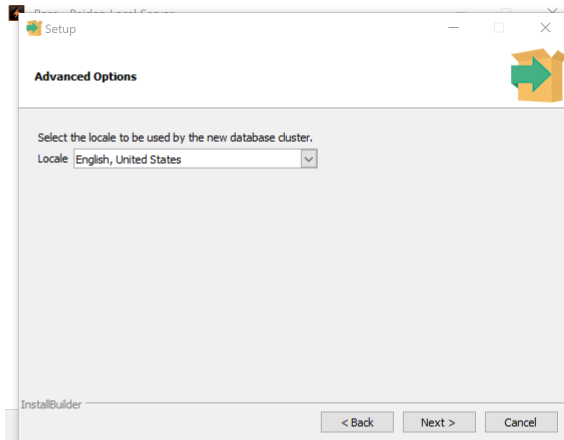 Setup
Advanced Options
Select the locale to be used by the new database cluster.
Locale English, United States
InstallBuilder
< Back Next > Cancel